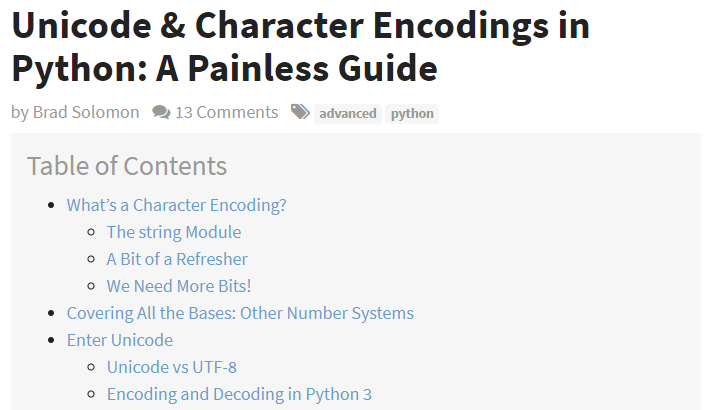 Unicode & Character Encodings in
Python: A Painless Guide
by Brad Solomon 13 Comments advanced python
Table of Contents
What’s a Character Encoding?
The string Module
A Bit of a Refresher
We Need More Bits!
Covering All the Bases: Other Number Systems
Enter Unicode
Unicode vs UTF-8
Encoding and Decoding in Python 3